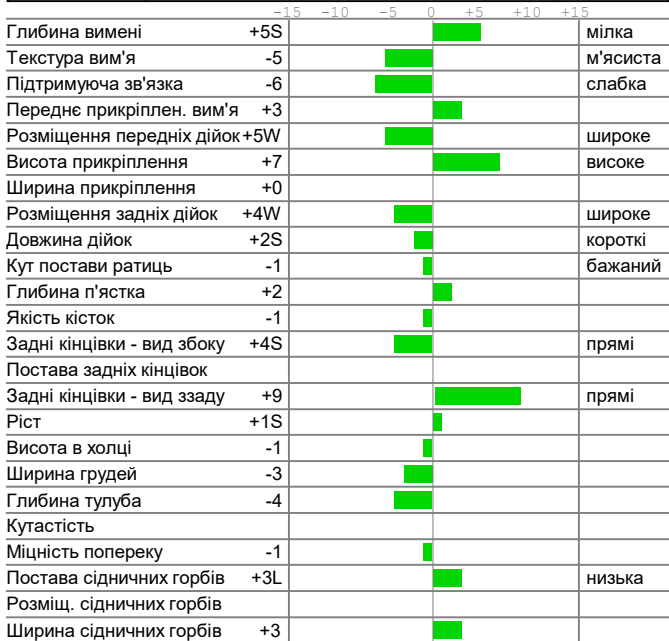 -15 -10 -5 0 +5 +10 +15
Глибина вимені +5S мілка
Текстура вим'я -5 м'ясиста
Підтримуюча зв'язка -6 слабка
Переднє прикріплен. вим'я +3
Розміщення передніх дійок +5W широке
Висота прикріплення +7 високе
Ширина прикріплення +0
Розміщення задніх дійок +4W широке
Довжина дійок +2S короткі
Кут постави ратиць -1 бажаний
Глибина п'ястка +2
Якість кісток -1
Задні кінцівки - вид збоку +4S прямі
Постава задніх кінцівок
Задні кінцівки - вид ззаду +9 прямі
Ріст +1S
Висота в холці -1
Ширина грудей -3
Глибина тулуба -4
Кутастість
Міцність попереку -1
Постава сідничних горбів +3L низька
Розміщ. сідничних горбів
Ширина сідничних горбів +3